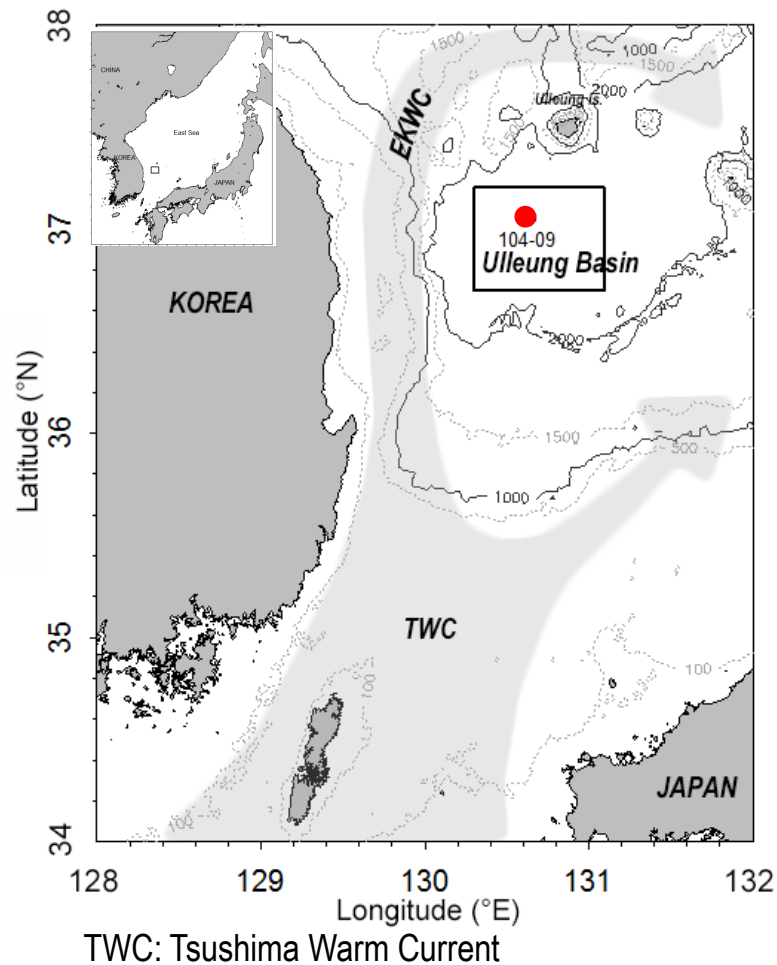 38
37
36
35
34
Latitude (°N)
CHINA
KOREA
East Sea
JAPAN
1500
1000
1500
2000
Ulleung Is.
1500
EKWC
1000
104-09
Ulleung Basin
KOREA
2000
1500
500
1000
TWC
100
100
JAPAN
100
128
129
130
131
132
Longitude (°E)
TWC: Tsushima Warm Current